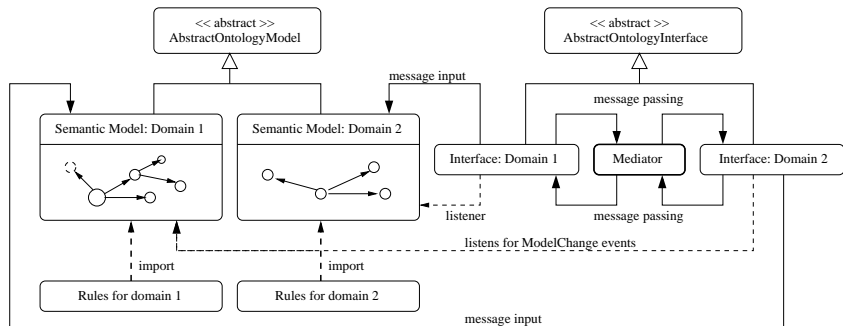 << abstract >>
AbstractOntologyModel
<< abstract >>
AbstractOntologyInterface
message input
message passing
Semantic Model: Domain 1
Semantic Model: Domain 2
Interface: Domain 1
Mediator
Interface: Domain 2
listener
message passing
listens for ModelChange events
import
import
Rules for domain 1
Rules for domain 2
message input